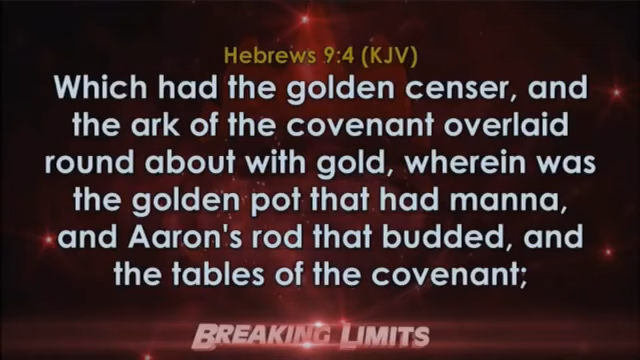 Hebrews 9:4 (KJV)
Which had the golden censer, and
the ark of the covenant overlaid
round about with gold, wherein was
the golden pot that had manna,
and Aaron's rod that budded, and
the tables of the covenant;
BREAKING LIMITS